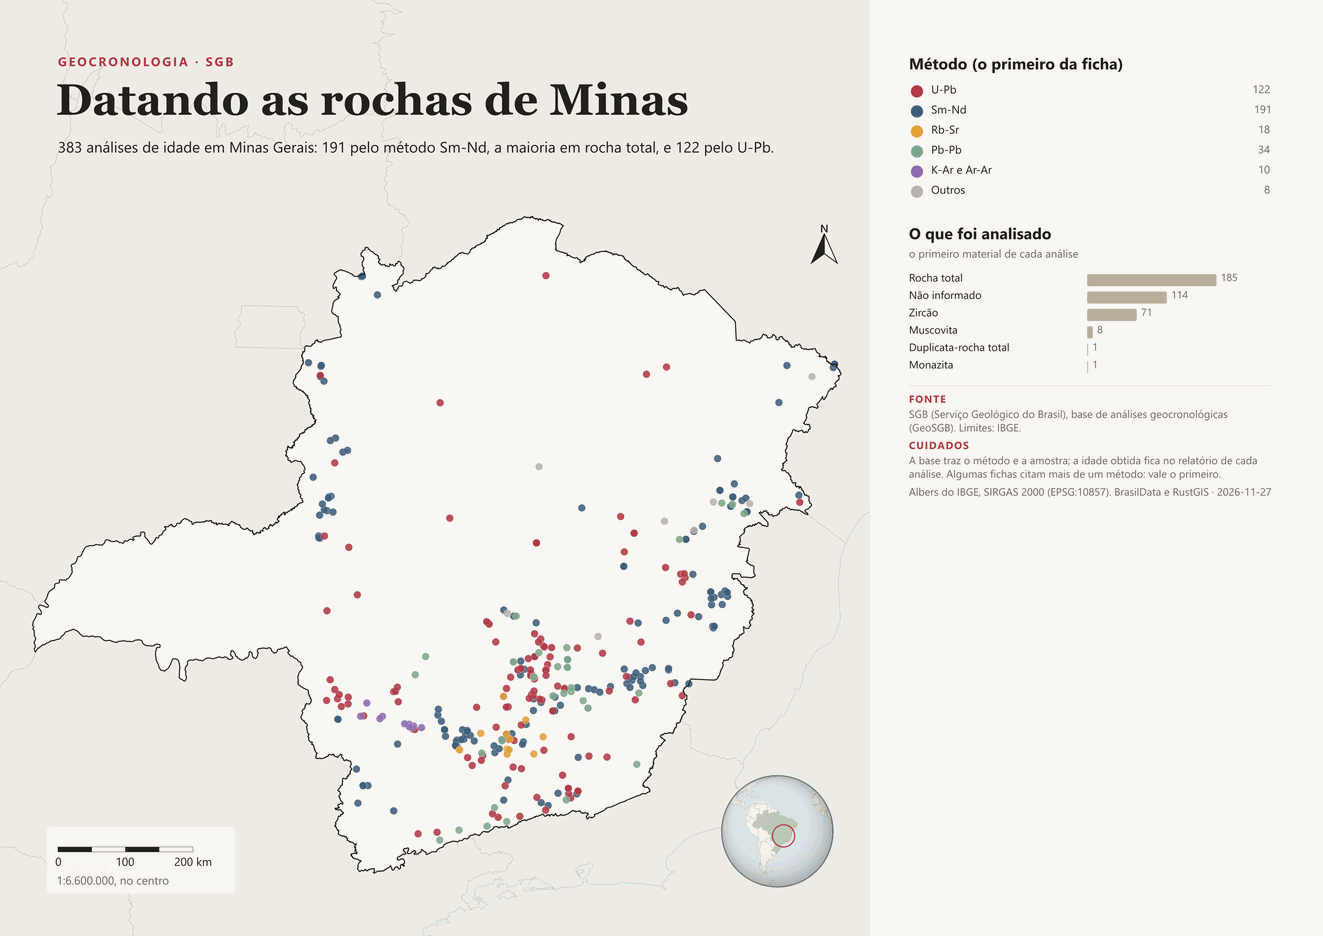 GEOCRONOLOGIA · SGB
Datando as rochas de Minas
383 análises de idade em Minas Gerais: 191 pelo método Sm-Nd, a maioria em rocha total, e 122 pelo U-Pb.
N
0 100 200 km
1:6.600.000, no centro
Método (o primeiro da ficha)
U-Pb 122
Sm-Nd 191
Rb-Sr 18
Pb-Pb 34
K-Ar e Ar-Ar 10
Outros 8
O que foi analisado
o primeiro material de cada análise
Rocha total 185
Não informado 114
Zircão 71
Muscovita 8
Duplicata-rocha total 1
Monazita 1
FONTE
SGB (Serviço Geológico do Brasil), base de análises geocronológicas
(GeoSGB). Limites: IBGE.
CUIDADOS
A base traz o método e a amostra; a idade obtida fica no relatório de cada
análise. Algumas fichas citam mais de um método: vale o primeiro.
Albers do IBGE, SIRGAS 2000 (EPSG:10857). BrasilData e RustGIS · 2026-11-27